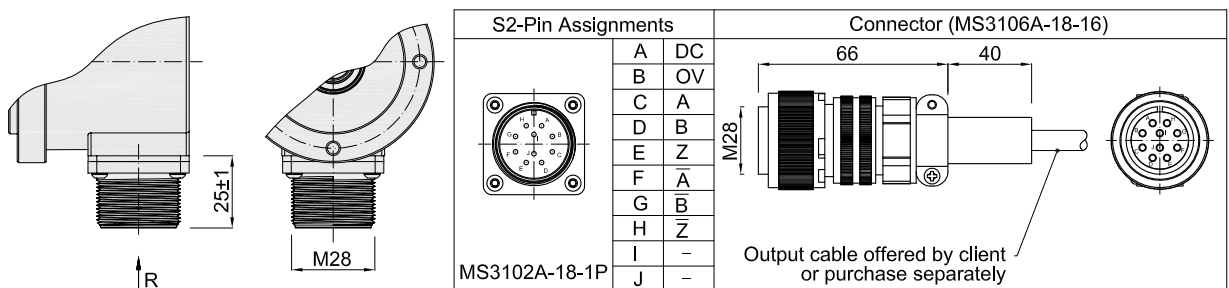 25±1
R
M28
S2-Pin Assignments
H A
G B
I
F J C
E D
MS3102A-18-1P
A DC
B OV
C A
D B
E Z
F A̅
G B̅
H Z̅
I –
J –
Connector (MS3106A-18-16)
66 40
M28
Output cable offered by client
or purchase separately